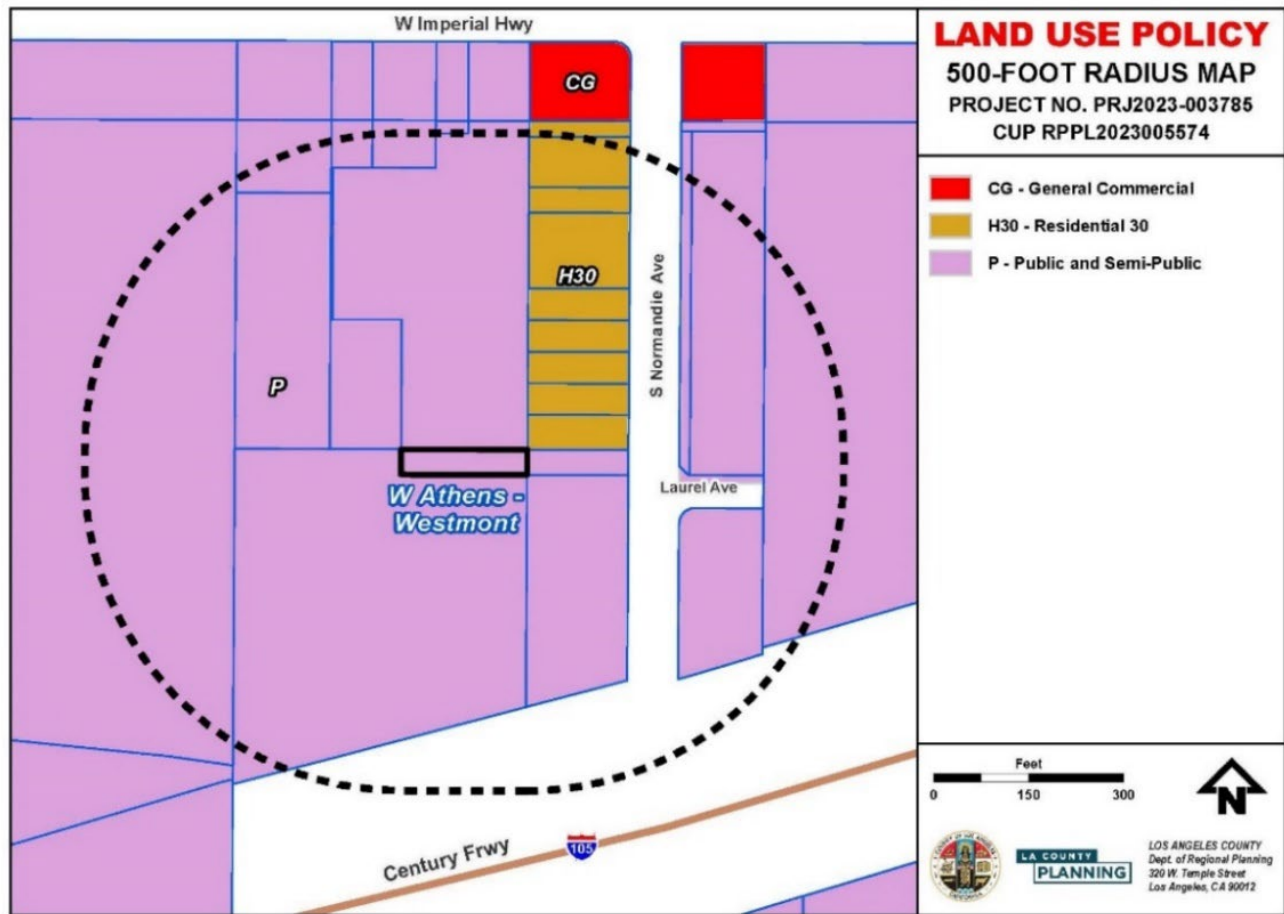 W Imperial Hwy
CG
H30
S Normandie Ave
P
W Athens -
Westmont
Laurel Ave
Century Frwy
105
LAND USE POLICY
500-FOOT RADIUS MAP
PROJECT NO. PRJ2023-003785
CUP RPPL2023005574
CG - General Commercial
H30 - Residential 30
P - Public and Semi-Public
Feet
0 150 300
N
LA COUNTY
PLANNING
LOS ANGELES COUNTY
Dept. of Regional Planning
320 W. Temple Street
Los Angeles, CA 90012